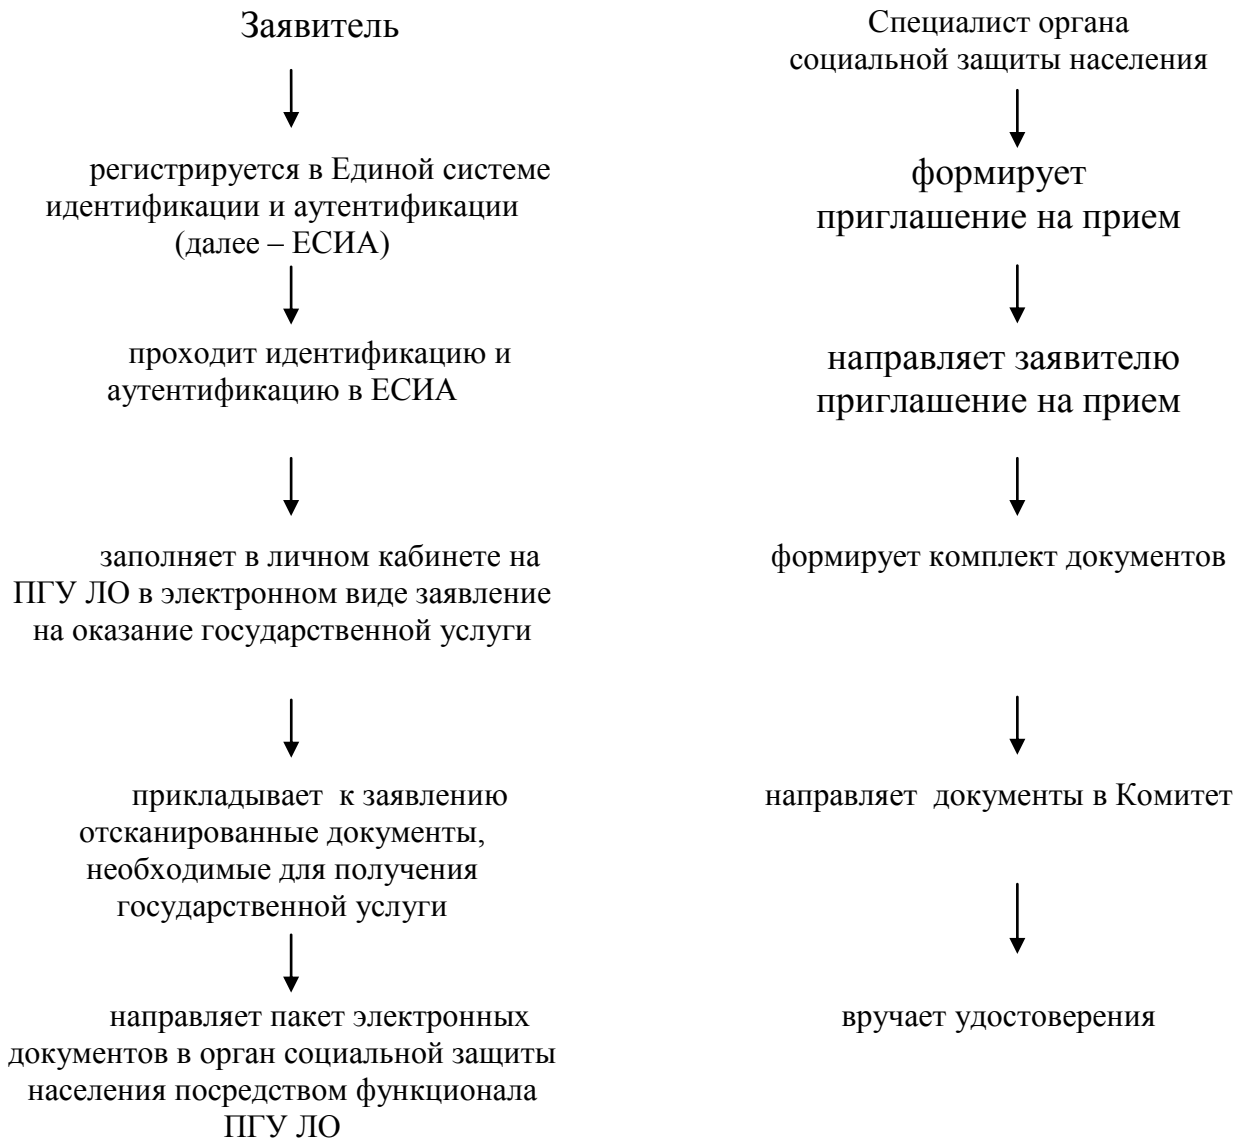 Заявитель
регистрируется в Единой системе
идентификации и аутентификации
(далее – ЕСИА)
проходит идентификацию и
аутентификацию в ЕСИА
заполняет в личном кабинете на
ПГУ ЛО в электронном виде заявление
на оказание государственной услуги
прикладывает к заявлению
отсканированные документы,
необходимые для получения
государственной услуги
направляет пакет электронных
документов в орган социальной защиты
населения посредством функционала
ПГУ ЛО
Специалист органа
социальной защиты населения
формирует
приглашение на прием
направляет заявителю
приглашение на прием
формирует комплект документов
направляет документы в Комитет
вручает удостоверения